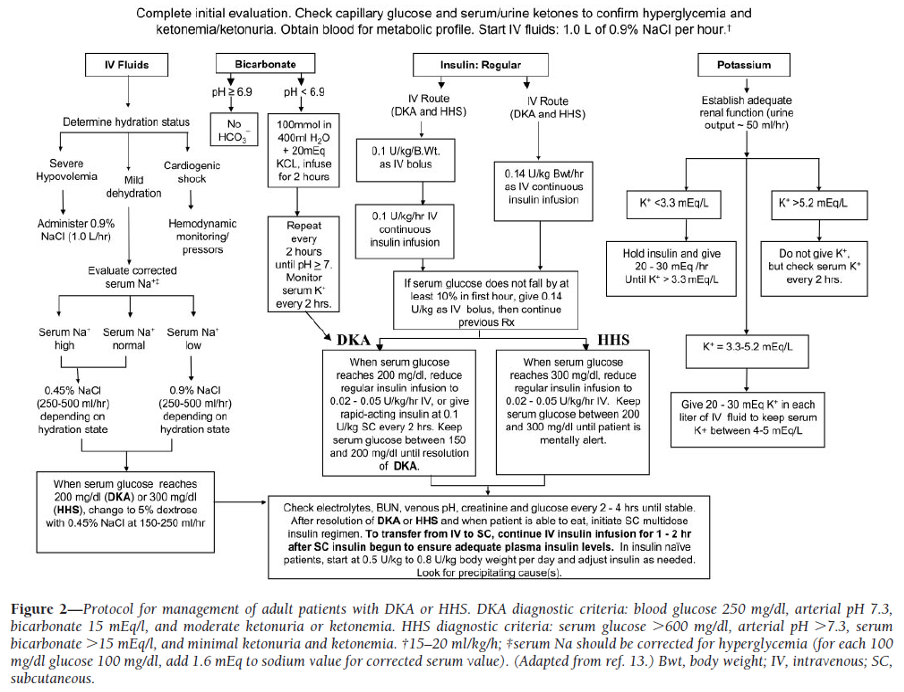 Complete initial evaluation. Check capillary glucose and serum/urine ketones to confirm hyperglycemia and
ketonemia/ketonuria. Obtain blood for metabolic profile. Start IV fluids: 1.0 L of 0.9% NaCl per hour.†
IV Fluids
Determine hydration status
Severe
Hypovolemia
Mild
dehydration
Cardiogenic
shock
Administer 0.9%
NaCl (1.0 L/hr)
Hemodynamic
monitoring/
pressors
Evaluate corrected
serum Na⁺‡
Serum Na⁺
high
Serum Na⁺
normal
Serum Na⁺
low
0.45% NaCl
(250-500 ml/hr)
depending on
hydration state
0.9% NaCl
(250-500 ml/hr)
depending on
hydration state
When serum glucose reaches
200 mg/dl (DKA) or 300 mg/dl
(HHS), change to 5% dextrose
with 0.45% NaCl at 150-250 ml/hr
Bicarbonate
pH ≥ 6.9
pH < 6.9
No
HCO₃⁻
100mmol in
400ml H₂O
+ 20mEq
KCL, infuse
for 2 hours
Repeat
every
2 hours
until pH ≥ 7.
Monitor
serum K⁺
every 2 hrs.
Insulin: Regular
IV Route
(DKA and HHS)
IV Route
(DKA and HHS)
0.1 U/kg/B.Wt.
as IV bolus
0.1 U/kg/hr IV
continuous
insulin infusion
0.14 U/kg Bwt/hr
as IV continuous
insulin infusion
If serum glucose does not fall by at
least 10% in first hour, give 0.14
U/kg as IV bolus, then continue
previous Rx
DKA
HHS
When serum glucose
reaches 200 mg/dl, reduce
regular insulin infusion to
0.02 - 0.05 U/kg/hr IV, or give
rapid-acting insulin at 0.1
U/kg SC every 2 hrs. Keep
serum glucose between 150
and 200 mg/dl until resolution
of DKA.
When serum glucose
reaches 300 mg/dl, reduce
regular insulin infusion to
0.02 - 0.05 U/kg/hr IV. Keep
serum glucose between 200
and 300 mg/dl until patient is
mentally alert.
Potassium
Establish adequate
renal function (urine
output ~ 50 ml/hr)
K⁺ <3.3 mEq/L
K⁺ >5.2 mEq/L
Hold insulin and give
20 - 30 mEq /hr
Until K⁺ > 3.3 mEq/L
Do not give K⁺,
but check serum K⁺
every 2 hrs.
K⁺ = 3.3-5.2 mEq/L
Give 20 - 30 mEq K⁺ in each
liter of IV fluid to keep serum
K+ between 4-5 mEq/L
Check electrolytes, BUN, venous pH, creatinine and glucose every 2 - 4 hrs until stable.
After resolution of DKA or HHS and when patient is able to eat, initiate SC multidose
insulin regimen. To transfer from IV to SC, continue IV insulin infusion for 1 - 2 hr
after SC insulin begun to ensure adequate plasma insulin levels. In insulin naïve
patients, start at 0.5 U/kg to 0.8 U/kg body weight per day and adjust insulin as needed.
Look for precipitating cause(s).
Figure 2—Protocol for management of adult patients with DKA or HHS. DKA diagnostic criteria: blood glucose 250 mg/dl, arterial pH 7.3,
bicarbonate 15 mEq/l, and moderate ketonuria or ketonemia. HHS diagnostic criteria: serum glucose >600 mg/dl, arterial pH >7.3, serum
bicarbonate >15 mEq/l, and minimal ketonuria and ketonemia. †15–20 ml/kg/h; ‡serum Na should be corrected for hyperglycemia (for each 100
mg/dl glucose 100 mg/dl, add 1.6 mEq to sodium value for corrected serum value). (Adapted from ref. 13.) Bwt, body weight; IV, intravenous; SC,
subcutaneous.